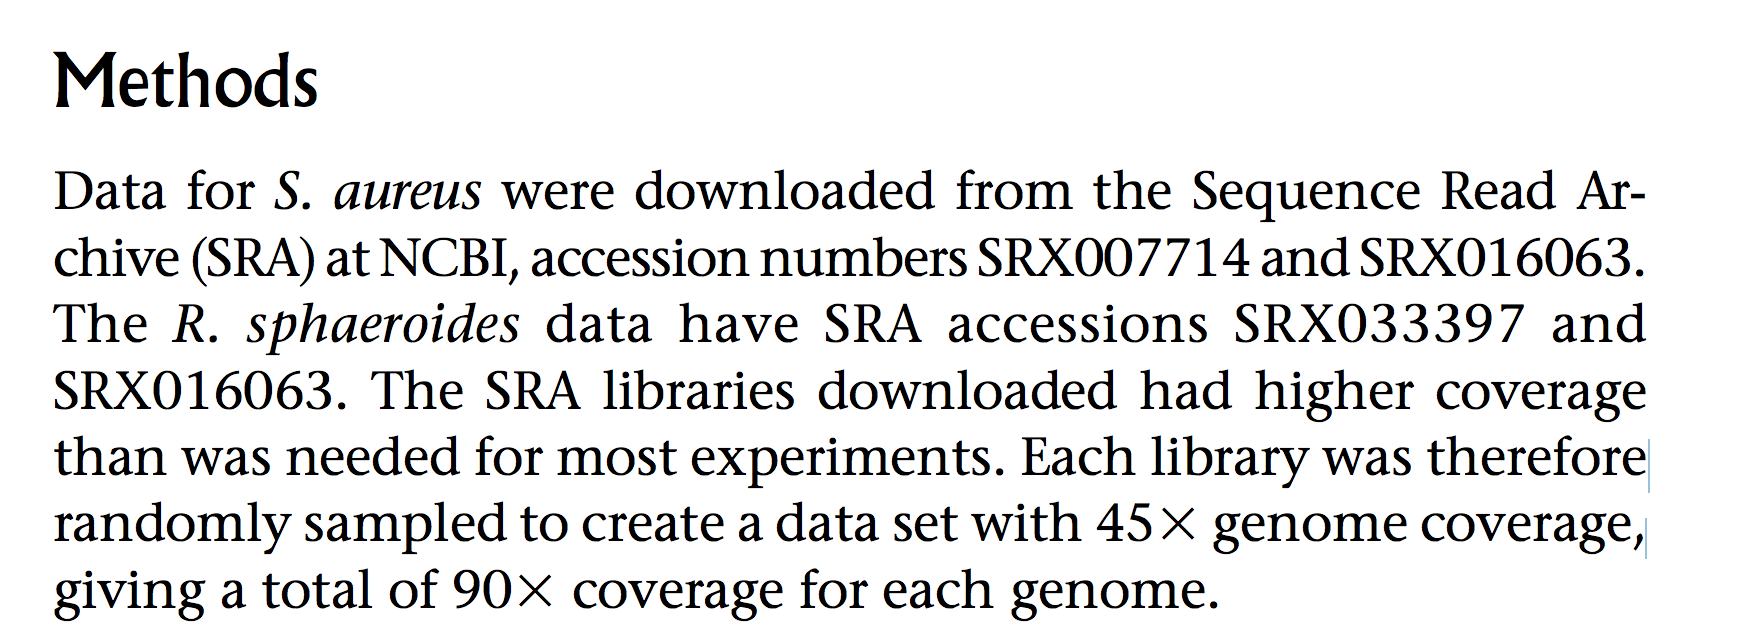 Methods
Data for S. aureus were downloaded from the Sequence Read Ar-
chive (SRA) at NCBI, accession numbers SRX007714 and SRX016063.
The R. sphaeroides data have SRA accessions SRX033397 and
SRX016063. The SRA libraries downloaded had higher coverage
than was needed for most experiments. Each library was therefore
randomly sampled to create a data set with 45× genome coverage,
giving a total of 90× coverage for each genome.